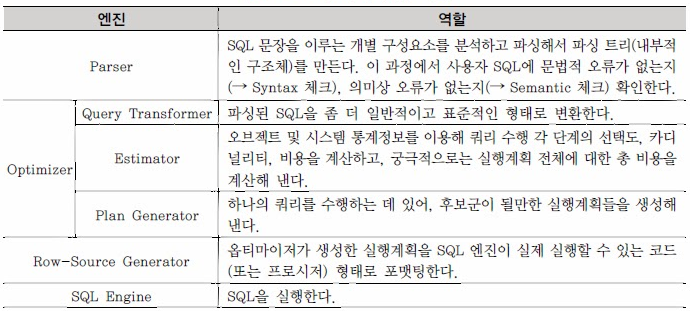 엔진 역할
Parser
SQL 문장을 이루는 개별 구성요소를 분석하고 파싱해서 파싱 트리(내부적
인 구조체)를 만든다. 이 과정에서 사용자 SQL에 문법적 오류가 없는지
(→ Syntax 체크), 의미상 오류가 없는지(→ Semantic 체크) 확인한다.
Optimizer
Query Transformer
파싱된 SQL을 좀 더 일반적이고 표준적인 형태로 변환한다.
Estimator
오브젝트 및 시스템 통계정보를 이용해 쿼리 수행 각 단계의 선택도, 카디
널리티, 비용을 계산하고, 궁극적으로는 실행계획 전체에 대한 총 비용을
계산해 낸다.
Plan Generator
하나의 쿼리를 수행하는 데 있어, 후보군이 될만한 실행계획들을 생성해
낸다.
Row-Source Generator
옵티마이저가 생성한 실행계획을 SQL 엔진이 실제 실행할 수 있는 코드
(또는 프로시저) 형태로 포맷팅한다.
SQL Engine
SQL을 실행한다.